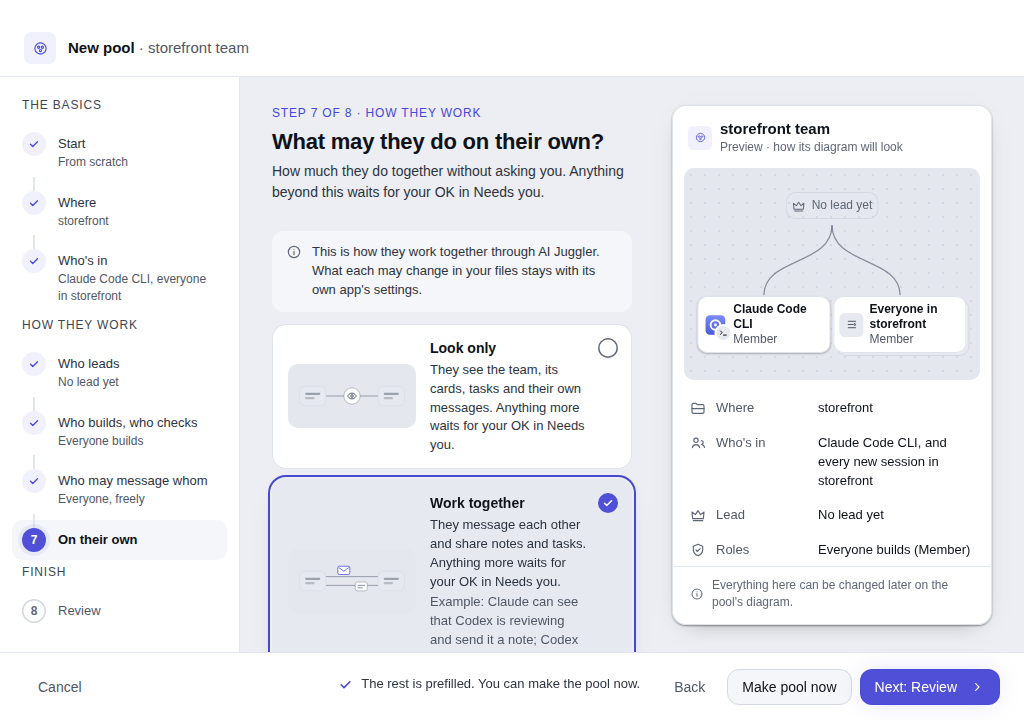 New pool · storefront team
THE BASICS
Start
From scratch
Where
storefront
Who's in
Claude Code CLI, everyone
in storefront
HOW THEY WORK
Who leads
No lead yet
Who builds, who checks
Everyone builds
Who may message whom
Everyone, freely
7
On their own
FINISH
8
Review
STEP 7 OF 8 · HOW THEY WORK
What may they do on their own?
How much they do together without asking you. Anything
beyond this waits for your OK in Needs you.
This is how they work together through AI Juggler.
What each may change in your files stays with its
own app's settings.
Look only
They see the team, its
cards, tasks and their own
messages. Anything more
waits for your OK in Needs
you.
Work together
They message each other
and share notes and tasks.
Anything more waits for
your OK in Needs you.
Example: Claude can see
that Codex is reviewing
and send it a note; Codex
storefront team
Preview · how its diagram will look
No lead yet
Claude Code
CLI
Member
Everyone in
storefront
Member
Where
storefront
Who's in
Claude Code CLI, and
every new session in
storefront
Lead
No lead yet
Roles
Everyone builds (Member)
Everything here can be changed later on the
pool's diagram.
Cancel
The rest is prefilled. You can make the pool now.
Back
Make pool now
Next: Review